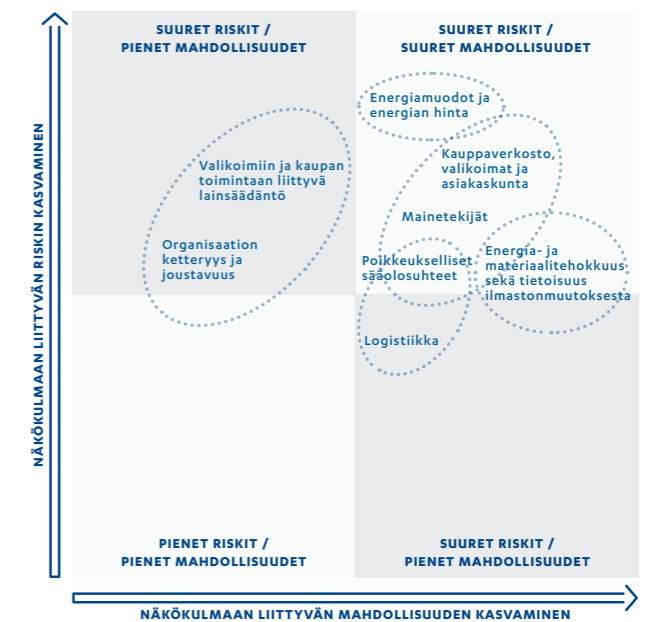 SUURET RISKIT /
PIENET MAHDOLLISUUDET
SUURET RISKIT /
SUURET MAHDOLLISUUDET
Energiamuodot ja
energian hinta
Kauppaverkosto,
valikoimat ja
asiakaskunta
Valikoimiin ja kaupan
toimintaan liittyvä
lainsäädäntö
Mainetekijät
Organisaation
ketteryys ja
joustavuus
Poikkeukselliset
sääolosuhteet
Energia- ja
materiaalitehokkuus
sekä tietoisuus
ilmastonmuutoksesta
Logistiikka
PIENET RISKIT /
PIENET MAHDOLLISUUDET
SUURET RISKIT /
PIENET MAHDOLLISUUDET
NÄKÖKULMAAN LIITTYVÄN RISKIN KASVAMINEN
NÄKÖKULMAAN LIITTYVÄN MAHDOLLISUUDEN KASVAMINEN